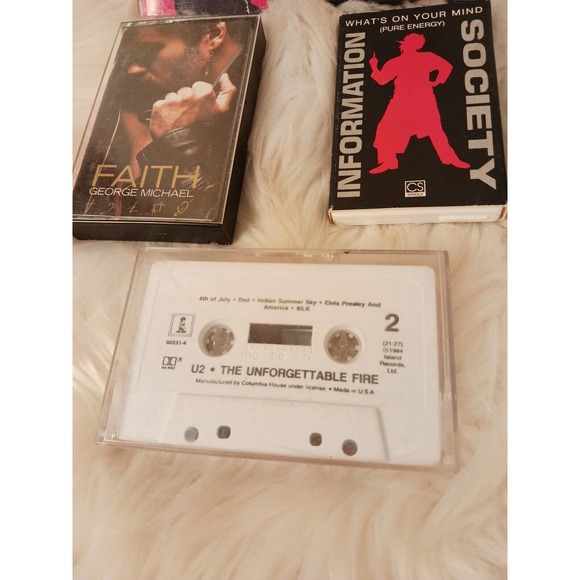 FAITH
GEORGE MICHAEL
WHAT'S ON YOUR MIND
(PURE ENERGY)
INFORMATION
SOCIETY
CS
4th of July • Bad • Indian Summer Sky • Elvis Presley And
America • MLK
2
90231-4
(21:27)
℗1984
Island
Records,
Ltd.
U2 • THE UNFORGETTABLE FIRE
Manufactured by Columbia House under license • Made in U.S.A.